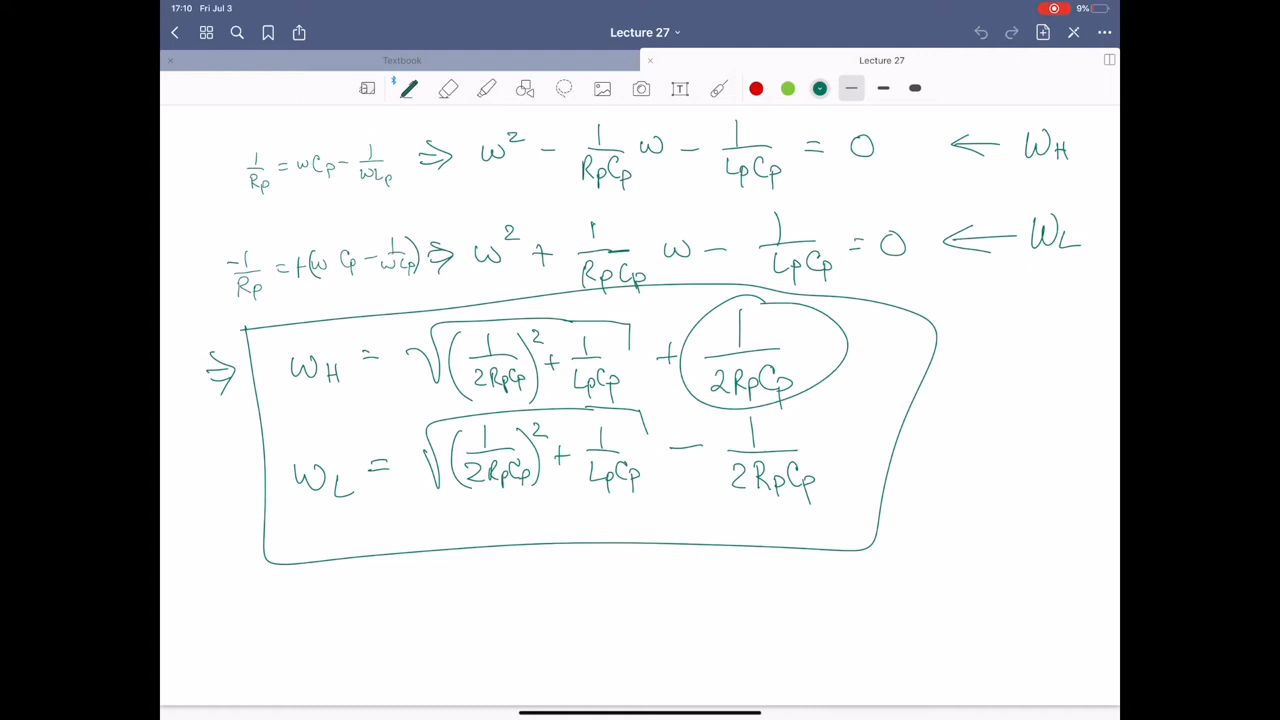 17:10 Fri Jul 3
9%
Lecture 27
Textbook
Lecture 27
1/Rp = ωCp − 1/ωLp ⇒ ω² − 1/RpCp ω − 1/LpCp = 0 ← ωH
−1/Rp = +(ωCp − 1/ωCp) ⇒ ω² + 1/RpCp ω − 1/LpCp = 0 ← ωL
⇒ ωH = √((1/2RpCp)² + 1/LpCp) + 1/2RpCp
ωL = √((1/2RpCp)² + 1/LpCp) − 1/2RpCp